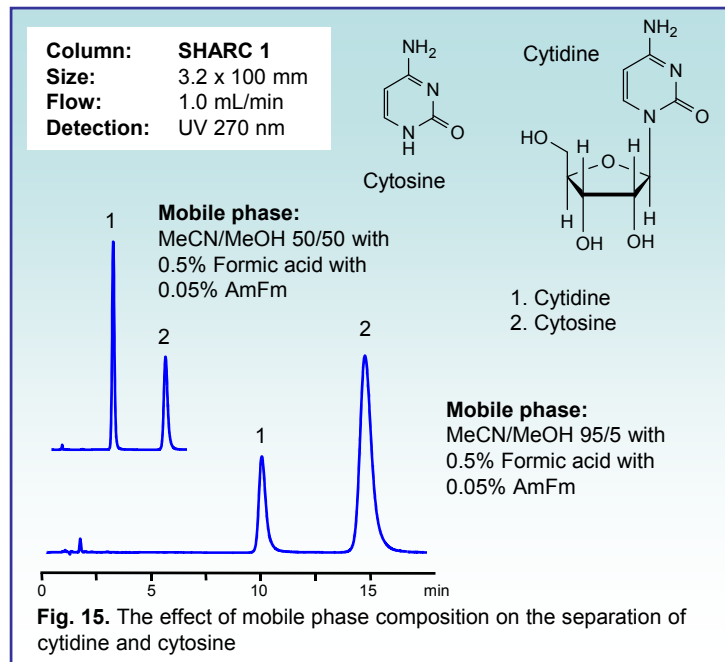 Column: SHARC 1
Size: 3.2 x 100 mm
Flow: 1.0 mL/min
Detection: UV 270 nm
NH2
N
N
H
O
Cytosine
Cytidine
NH2
N
N
O
HO
O
H
H
H
H
OH
OH
1
2
Mobile phase:
MeCN/MeOH 50/50 with
0.5% Formic acid with
0.05% AmFm
1. Cytidine
2. Cytosine
1
2
Mobile phase:
MeCN/MeOH 95/5 with
0.5% Formic acid with
0.05% AmFm
0 5 10 15 min
Fig. 15. The effect of mobile phase composition on the separation of
cytidine and cytosine